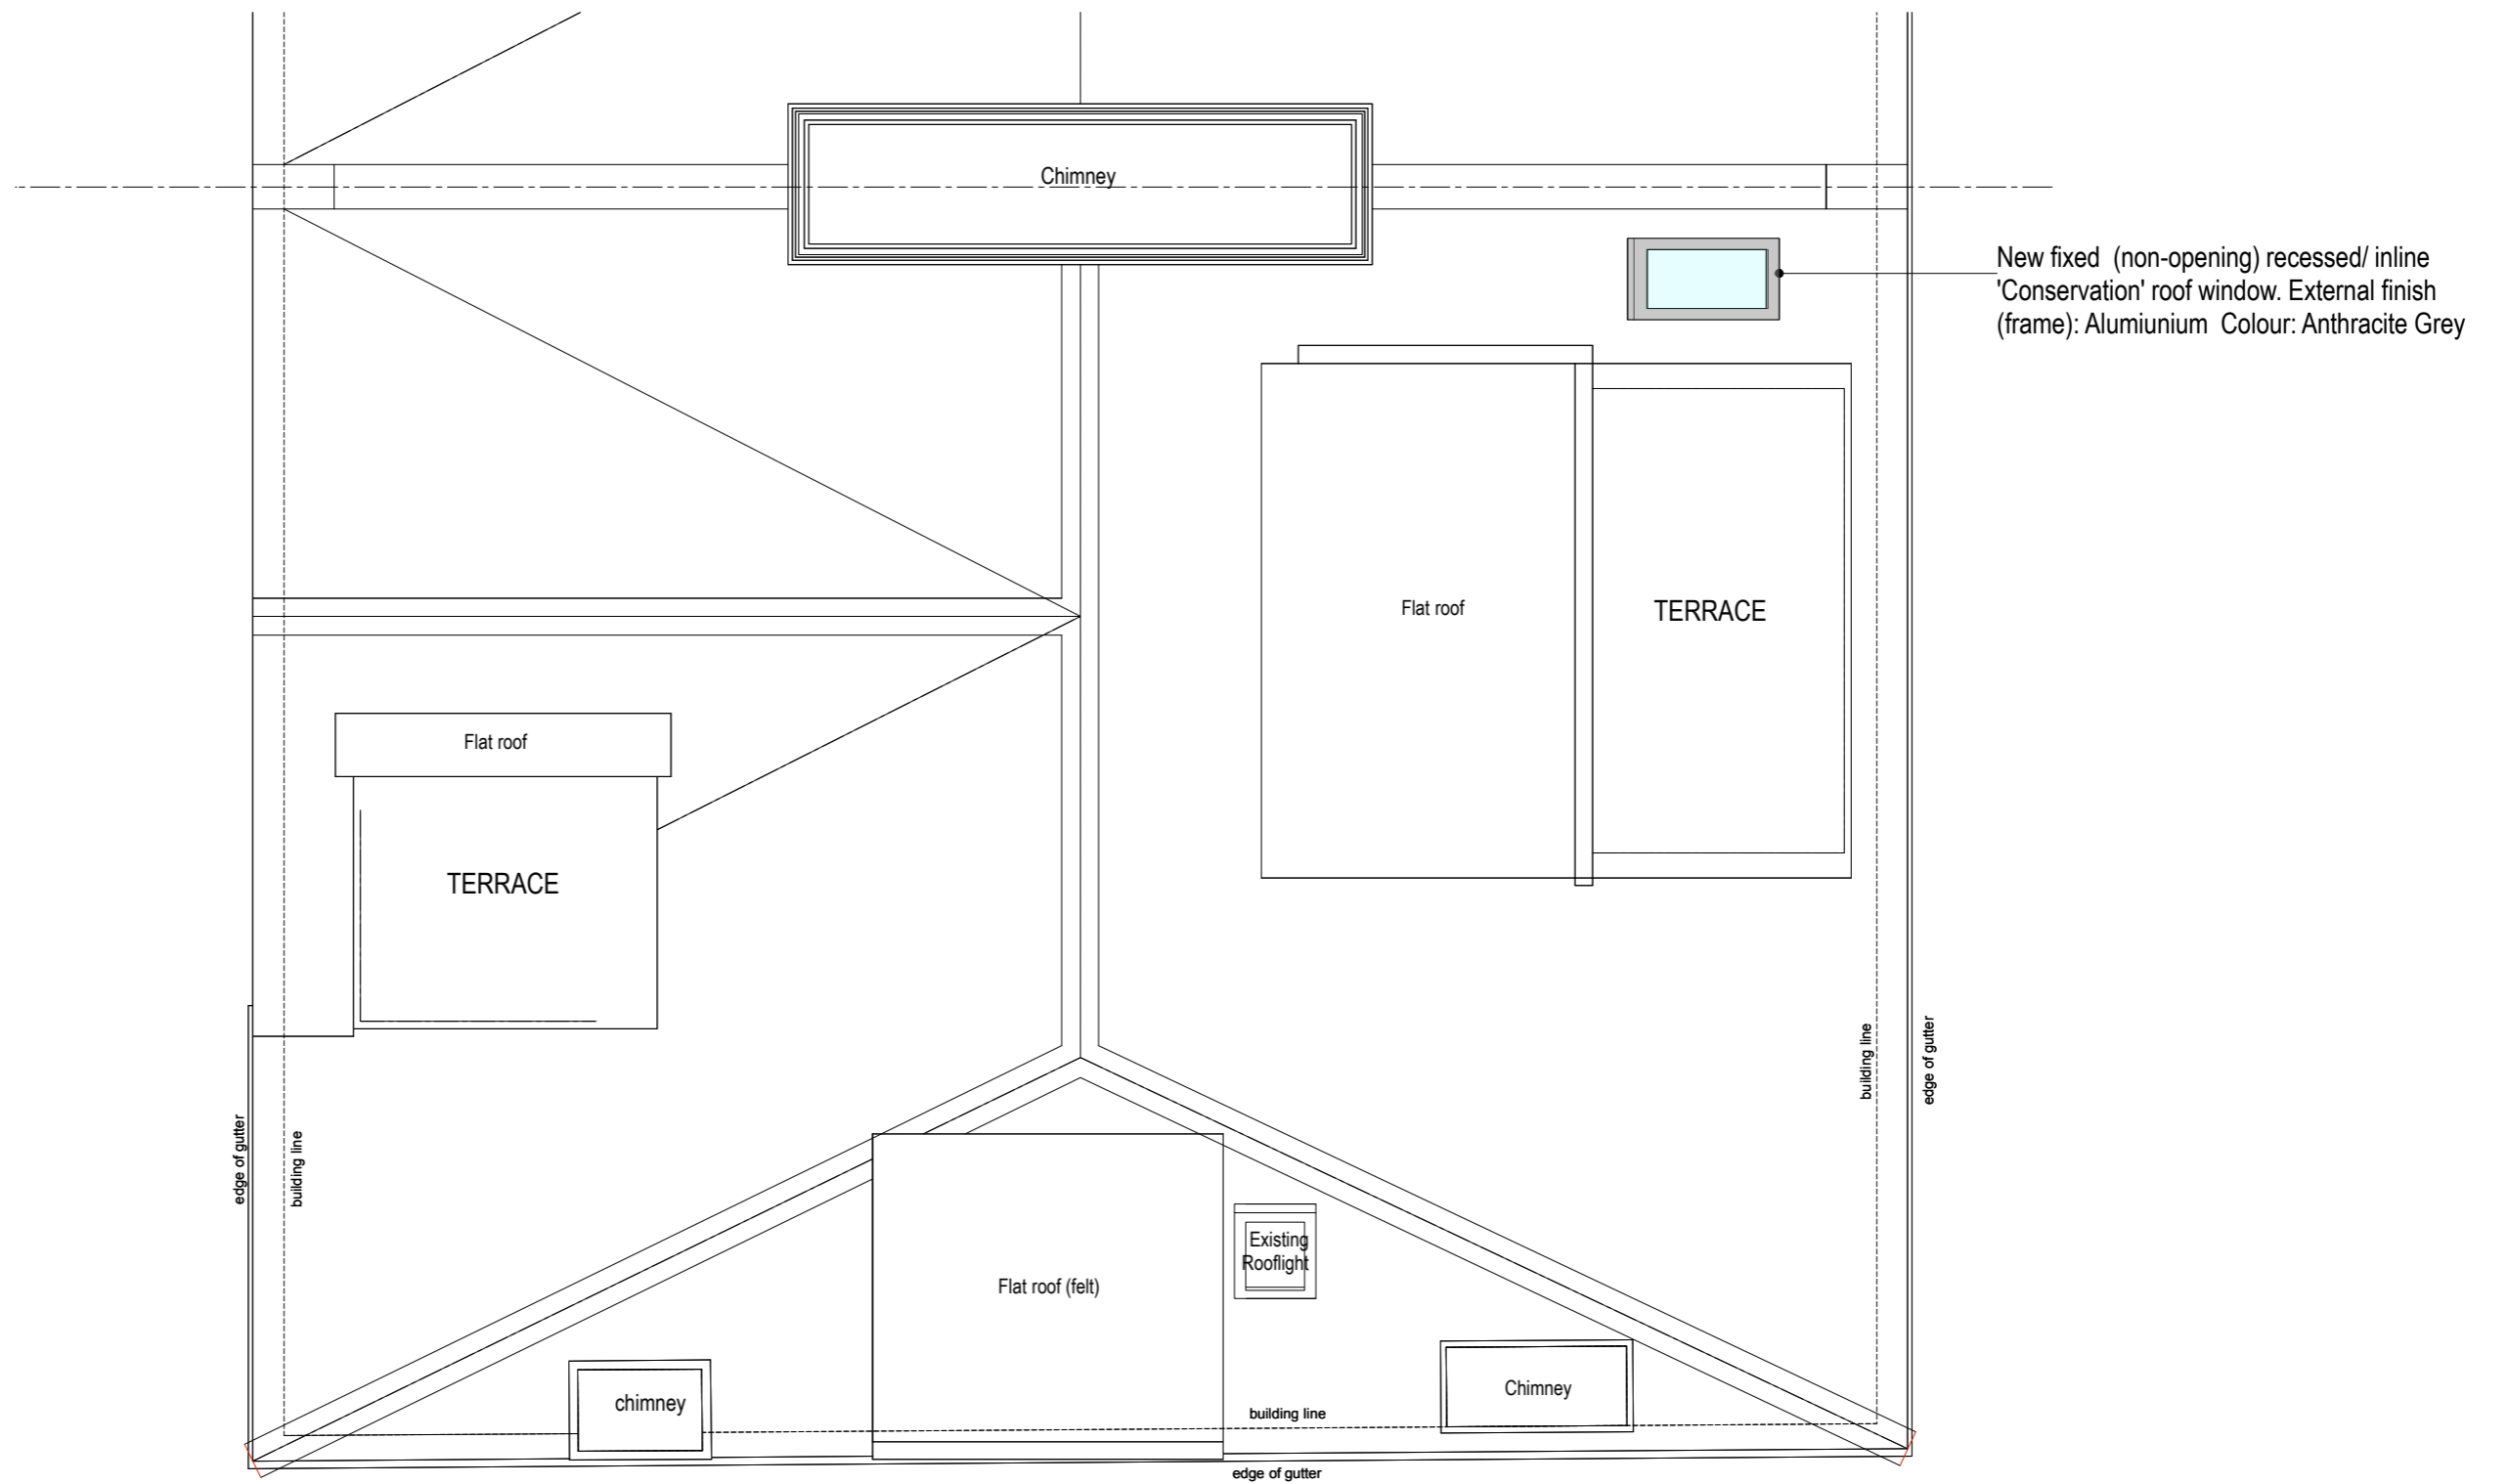 Chimney
New fixed (non-opening) recessed/ inline
'Conservation' roof window. External finish
(frame): Alumiunium Colour: Anthracite Grey
Flat roof
TERRACE
Flat roof
TERRACE
building line
edge of gutter
edge of gutter
building line
Existing
Rooflight
Flat roof (felt)
chimney
Chimney
building line
edge of gutter